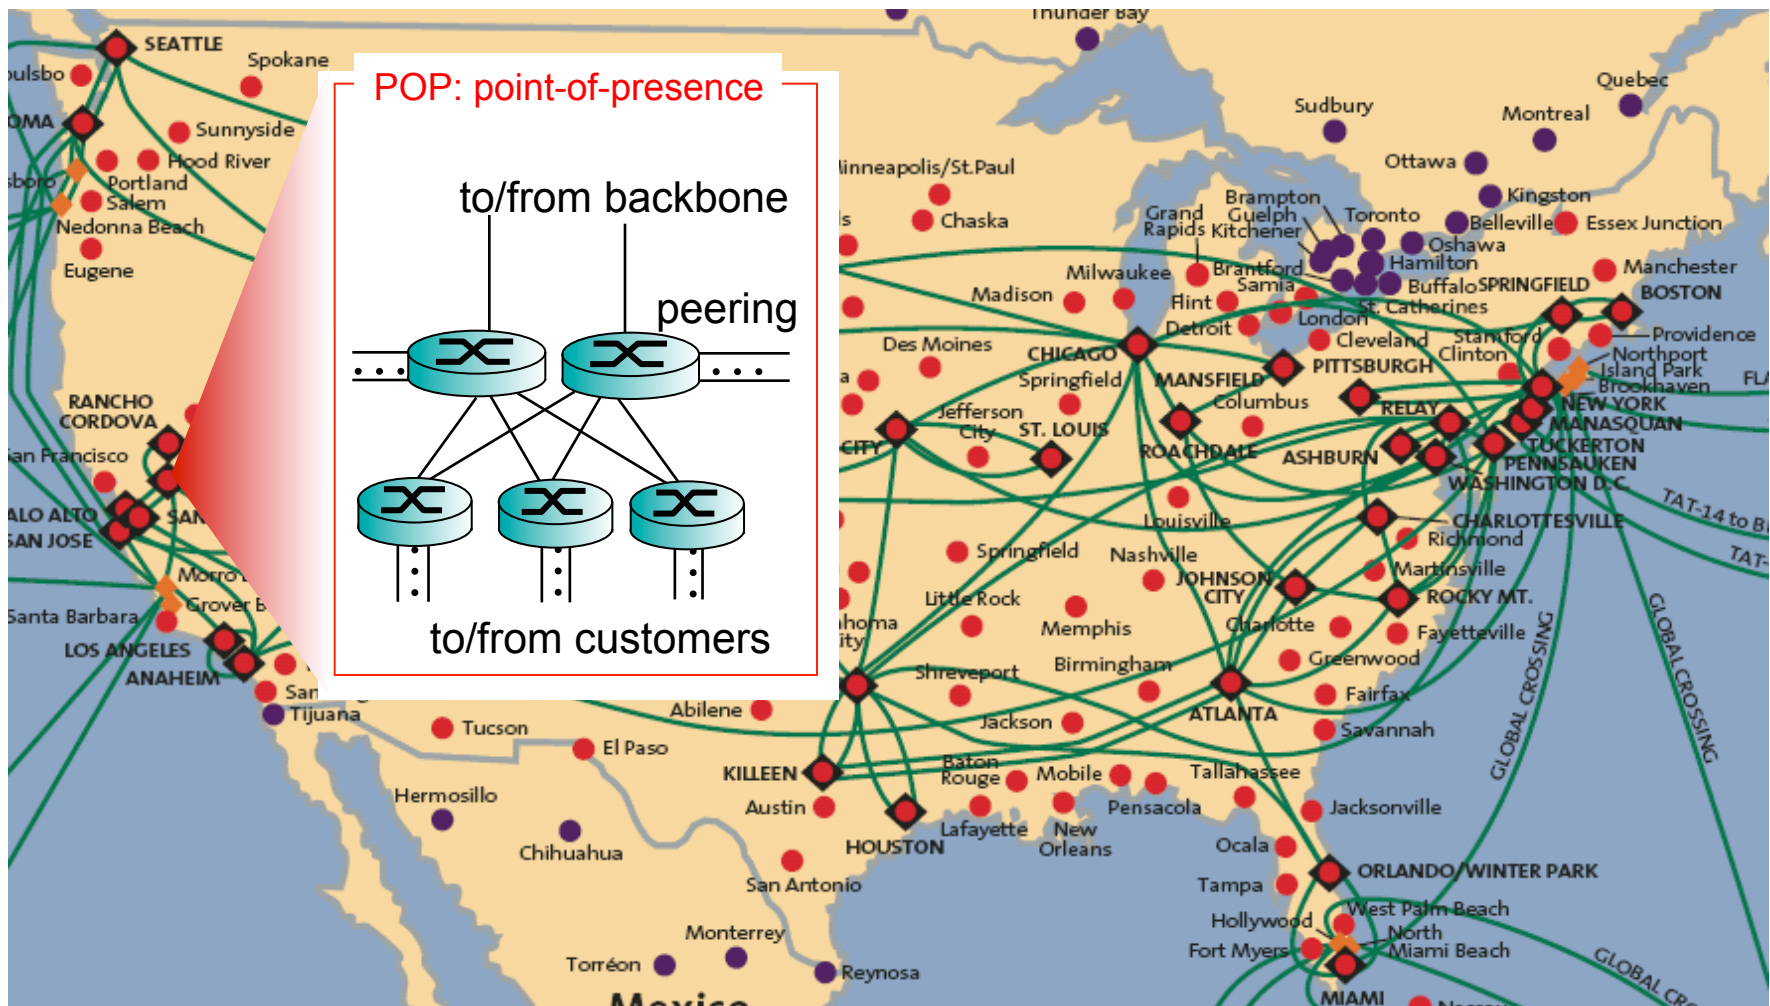 Thunder Bay
SEATTLE
Spokane
Quebec
POP: point-of-presence
Sudbury
Montreal
Sunnyside
Ottawa
Hood River
Portland
to/from backbone
Kingston
Salem
Chaska
Brampton
Grand
Rapids
Guelph
Kitchener
Toronto
Belleville
Essex Junction
Nedonna Beach
Oshawa
Eugene
Milwaukee
Brantford
Hamilton
Manchester
Samia
Buffalo
SPRINGFIELD
BOSTON
Madison
Flint
St. Catherines
peering
London
Detroit
Cleveland
Stamford
Providence
Des Moines
CHICAGO
Clinton
Northport
PITTSBURGH
Island Park
Springfield
MANSFIELD
Brookhaven
RANCHO
CORDOVA
Jefferson
City
Columbus
RELAY
NEW YORK
ST. LOUIS
MANASQUAN
CITY
ROACHDALE
ASHBURN
TUCKERTON
PENNSAUKEN
WASHINGTON D.C.
SAN JOSE
Louisville
CHARLOTTESVILLE
TAT-14 to
Richmond
Springfield
Nashville
Martinsville
JOHNSON
CITY
Little Rock
ROCKY MT.
Santa Barbara
Memphis
Charlotte
Fayetteville
to/from customers
LOS ANGELES
Shreveport
Birmingham
Greenwood
ANAHEIM
Fairfax
Abilene
Jackson
ATLANTA
Savannah
Tijuana
Tucson
El Paso
GLOBAL CROSSING
GLOBAL CROSSING
KILLEEN
Baton
Rouge
Mobile
Tallahassee
Hermosillo
Austin
Pensacola
Jacksonville
Lafayette
New
Orleans
Chihuahua
HOUSTON
Ocala
San Antonio
ORLANDO/WINTER PARK
Tampa
West Palm Beach
Hollywood
North
Miami Beach
Monterrey
Fort Myers
Torréon
Reynosa
Mexico
MIAMI